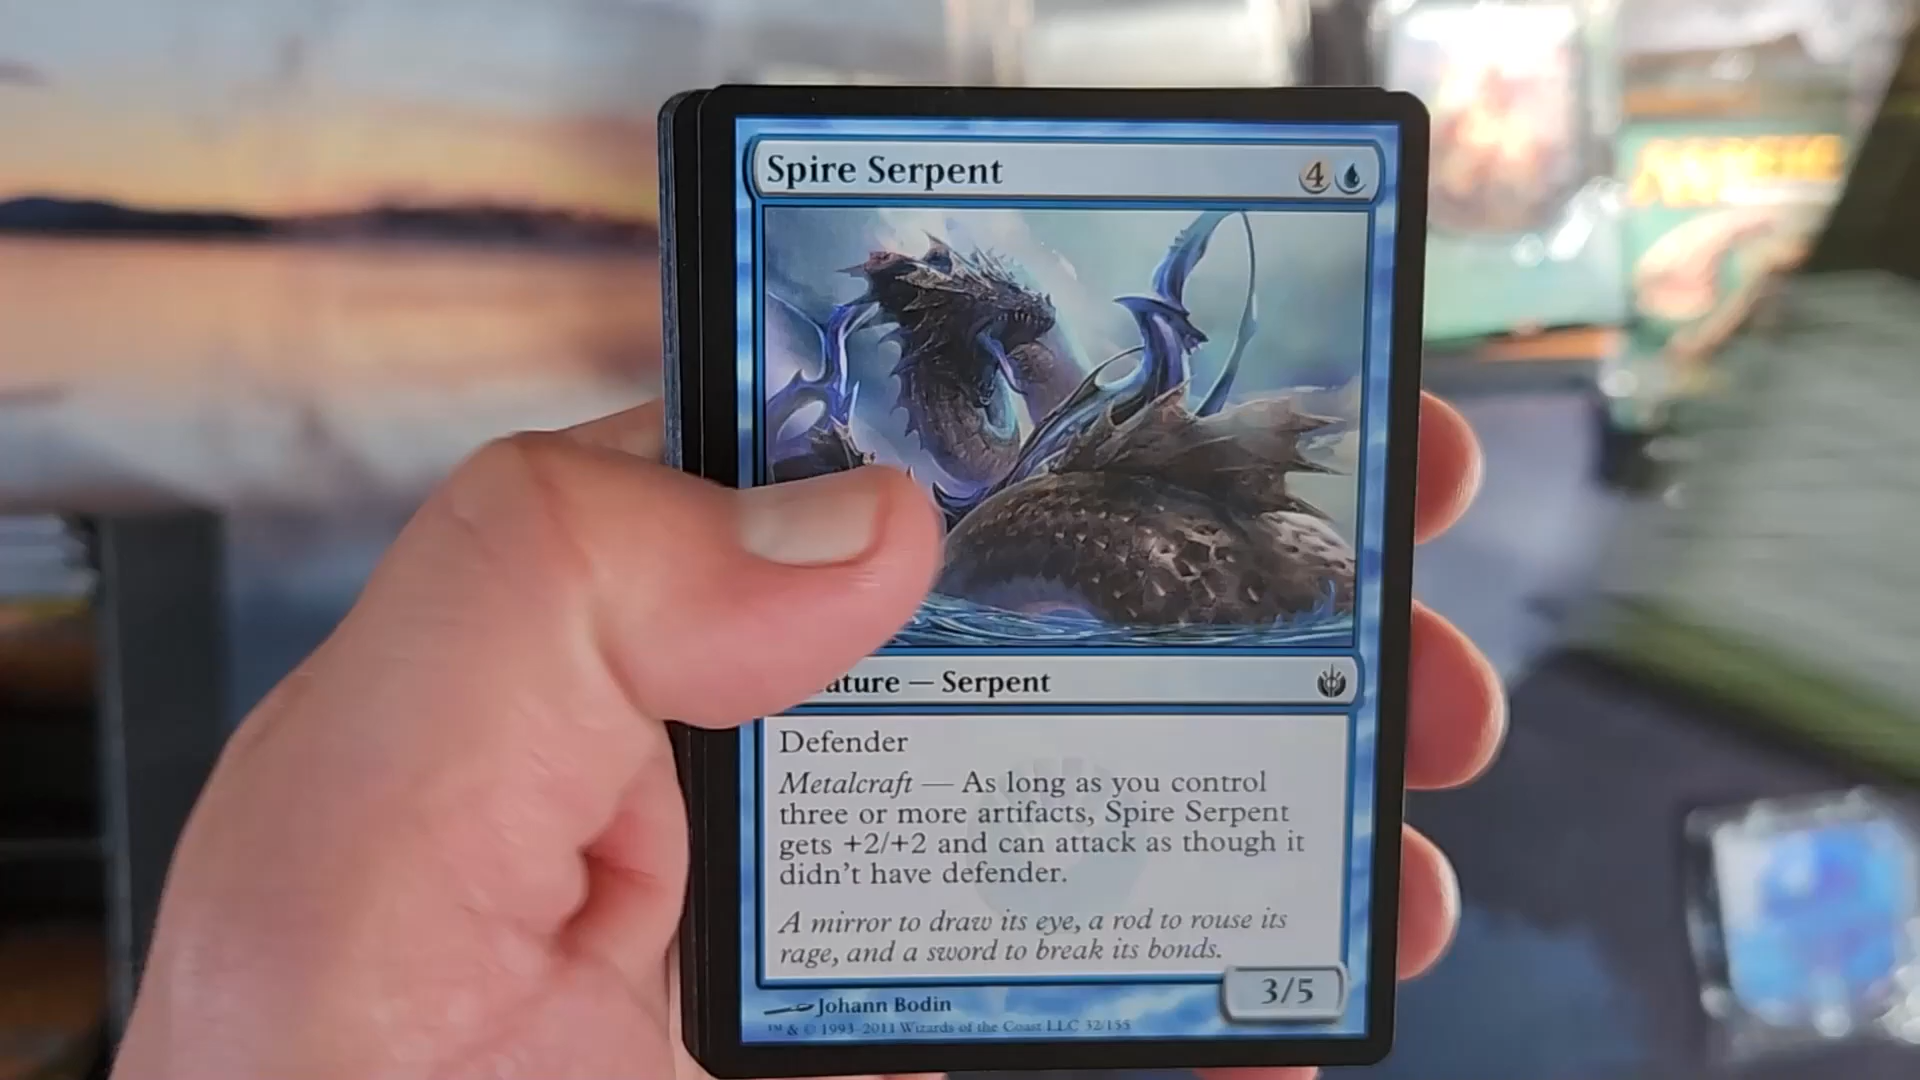 Spire Serpent 4
ature — Serpent
Defender
Metalcraft — As long as you control
three or more artifacts, Spire Serpent
gets +2/+2 and can attack as though it
didn't have defender.
A mirror to draw its eye, a rod to rouse its
rage, and a sword to break its bonds.
3/5
Johann Bodin
™ & © 1993–2011 Wizards of the Coast LLC 32/155